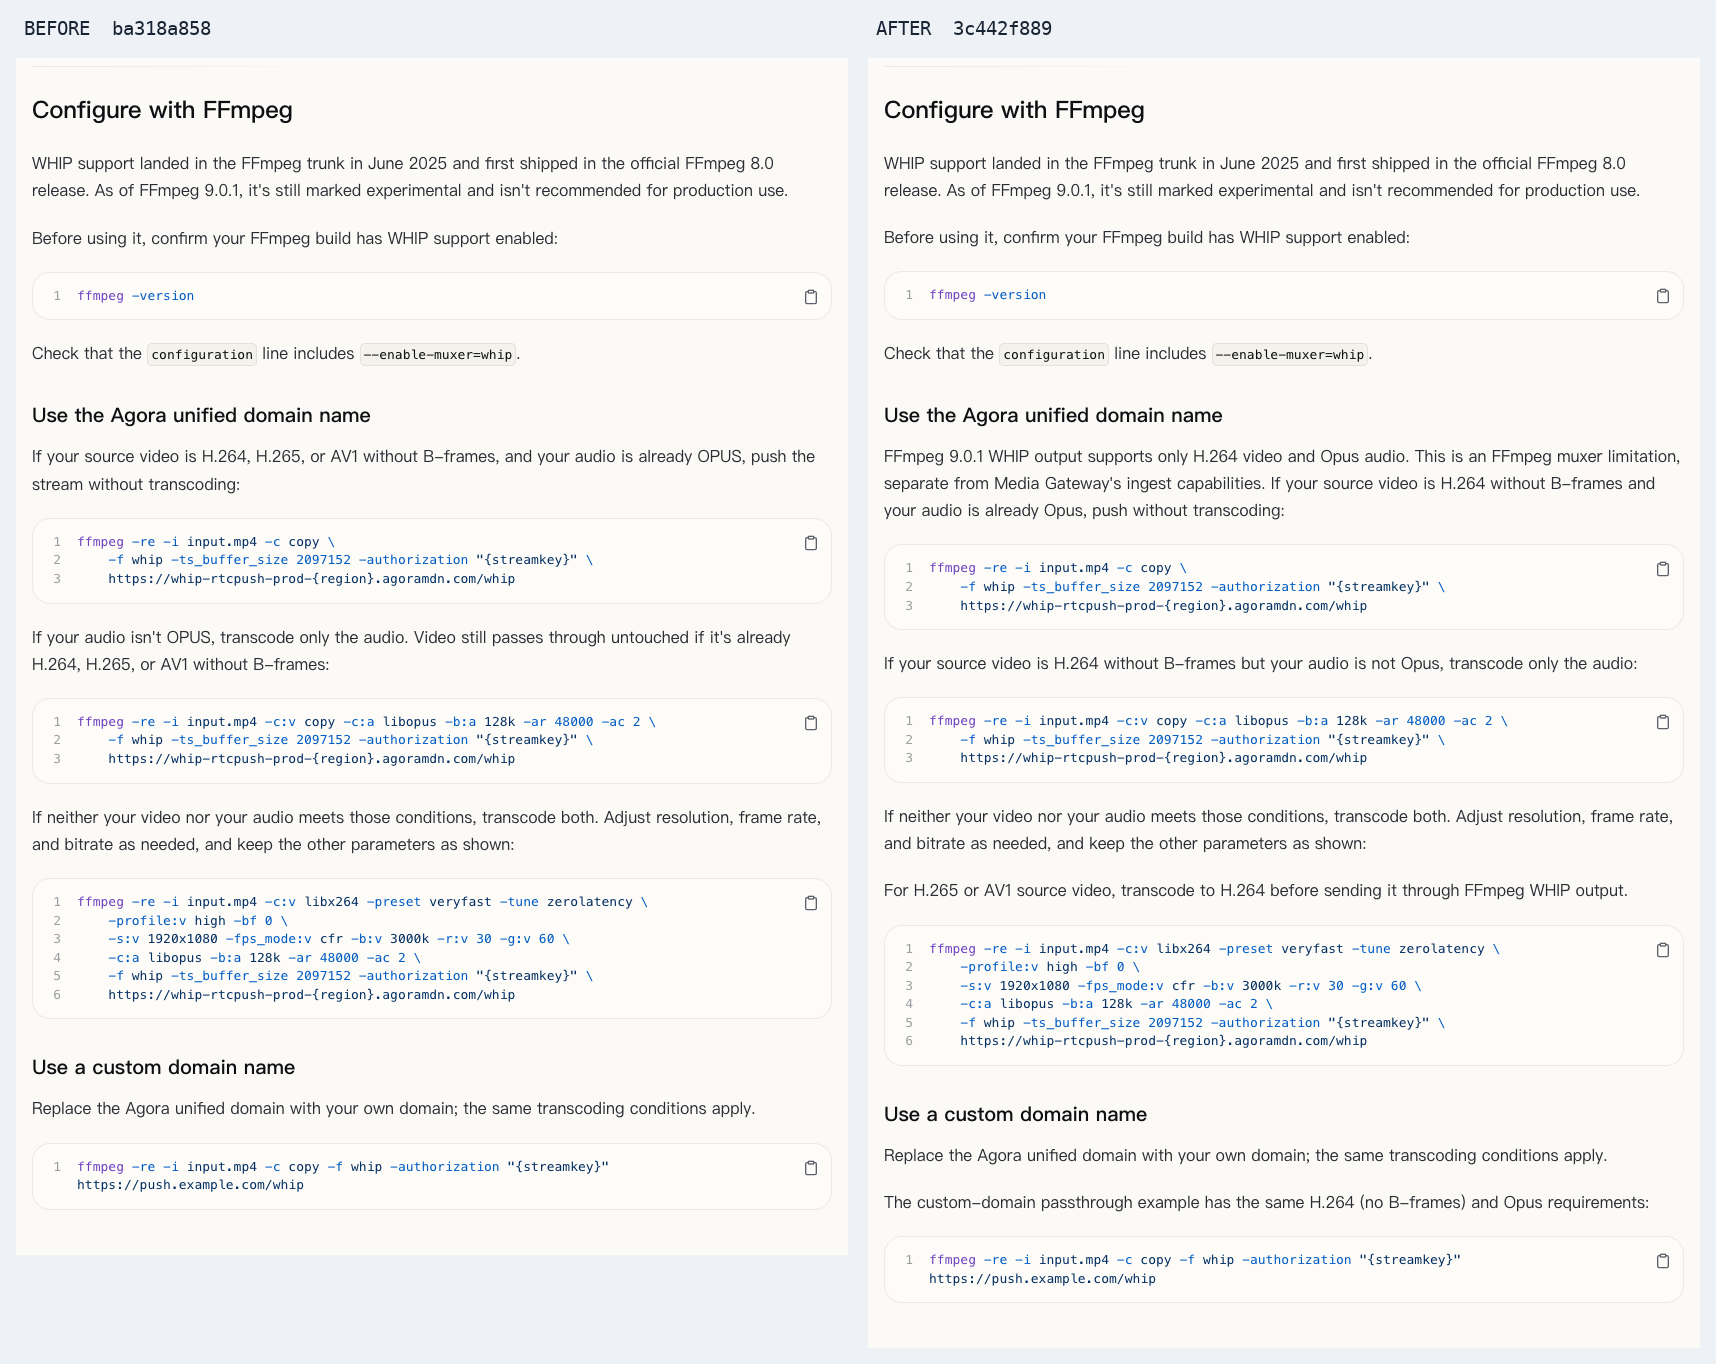 BEFORE  ba318a858
Configure with FFmpeg
WHIP support landed in the FFmpeg trunk in June 2025 and first shipped in the official FFmpeg 8.0
release. As of FFmpeg 9.0.1, it's still marked experimental and isn't recommended for production use.
Before using it, confirm your FFmpeg build has WHIP support enabled:
1 ffmpeg -version
Check that the configuration line includes --enable-muxer=whip.
Use the Agora unified domain name
If your source video is H.264, H.265, or AV1 without B-frames, and your audio is already OPUS, push the
stream without transcoding:
1 ffmpeg -re -i input.mp4 -c copy \
2     -f whip -ts_buffer_size 2097152 -authorization "{streamkey}" \
3     https://whip-rtcpush-prod-{region}.agoramdn.com/whip
If your audio isn't OPUS, transcode only the audio. Video still passes through untouched if it's already
H.264, H.265, or AV1 without B-frames:
1 ffmpeg -re -i input.mp4 -c:v copy -c:a libopus -b:a 128k -ar 48000 -ac 2 \
2     -f whip -ts_buffer_size 2097152 -authorization "{streamkey}" \
3     https://whip-rtcpush-prod-{region}.agoramdn.com/whip
If neither your video nor your audio meets those conditions, transcode both. Adjust resolution, frame rate,
and bitrate as needed, and keep the other parameters as shown:
1 ffmpeg -re -i input.mp4 -c:v libx264 -preset veryfast -tune zerolatency \
2     -profile:v high -bf 0 \
3     -s:v 1920x1080 -fps_mode:v cfr -b:v 3000k -r:v 30 -g:v 60 \
4     -c:a libopus -b:a 128k -ar 48000 -ac 2 \
5     -f whip -ts_buffer_size 2097152 -authorization "{streamkey}" \
6     https://whip-rtcpush-prod-{region}.agoramdn.com/whip
Use a custom domain name
Replace the Agora unified domain with your own domain; the same transcoding conditions apply.
1 ffmpeg -re -i input.mp4 -c copy -f whip -authorization "{streamkey}"
https://push.example.com/whip
AFTER  3c442f889
Configure with FFmpeg
WHIP support landed in the FFmpeg trunk in June 2025 and first shipped in the official FFmpeg 8.0
release. As of FFmpeg 9.0.1, it's still marked experimental and isn't recommended for production use.
Before using it, confirm your FFmpeg build has WHIP support enabled:
1 ffmpeg -version
Check that the configuration line includes --enable-muxer=whip.
Use the Agora unified domain name
FFmpeg 9.0.1 WHIP output supports only H.264 video and Opus audio. This is an FFmpeg muxer limitation,
separate from Media Gateway's ingest capabilities. If your source video is H.264 without B-frames and
your audio is already Opus, push without transcoding:
1 ffmpeg -re -i input.mp4 -c copy \
2     -f whip -ts_buffer_size 2097152 -authorization "{streamkey}" \
3     https://whip-rtcpush-prod-{region}.agoramdn.com/whip
If your source video is H.264 without B-frames but your audio is not Opus, transcode only the audio:
1 ffmpeg -re -i input.mp4 -c:v copy -c:a libopus -b:a 128k -ar 48000 -ac 2 \
2     -f whip -ts_buffer_size 2097152 -authorization "{streamkey}" \
3     https://whip-rtcpush-prod-{region}.agoramdn.com/whip
If neither your video nor your audio meets those conditions, transcode both. Adjust resolution, frame rate,
and bitrate as needed, and keep the other parameters as shown:
For H.265 or AV1 source video, transcode to H.264 before sending it through FFmpeg WHIP output.
1 ffmpeg -re -i input.mp4 -c:v libx264 -preset veryfast -tune zerolatency \
2     -profile:v high -bf 0 \
3     -s:v 1920x1080 -fps_mode:v cfr -b:v 3000k -r:v 30 -g:v 60 \
4     -c:a libopus -b:a 128k -ar 48000 -ac 2 \
5     -f whip -ts_buffer_size 2097152 -authorization "{streamkey}" \
6     https://whip-rtcpush-prod-{region}.agoramdn.com/whip
Use a custom domain name
Replace the Agora unified domain with your own domain; the same transcoding conditions apply.
The custom-domain passthrough example has the same H.264 (no B-frames) and Opus requirements:
1 ffmpeg -re -i input.mp4 -c copy -f whip -authorization "{streamkey}"
https://push.example.com/whip